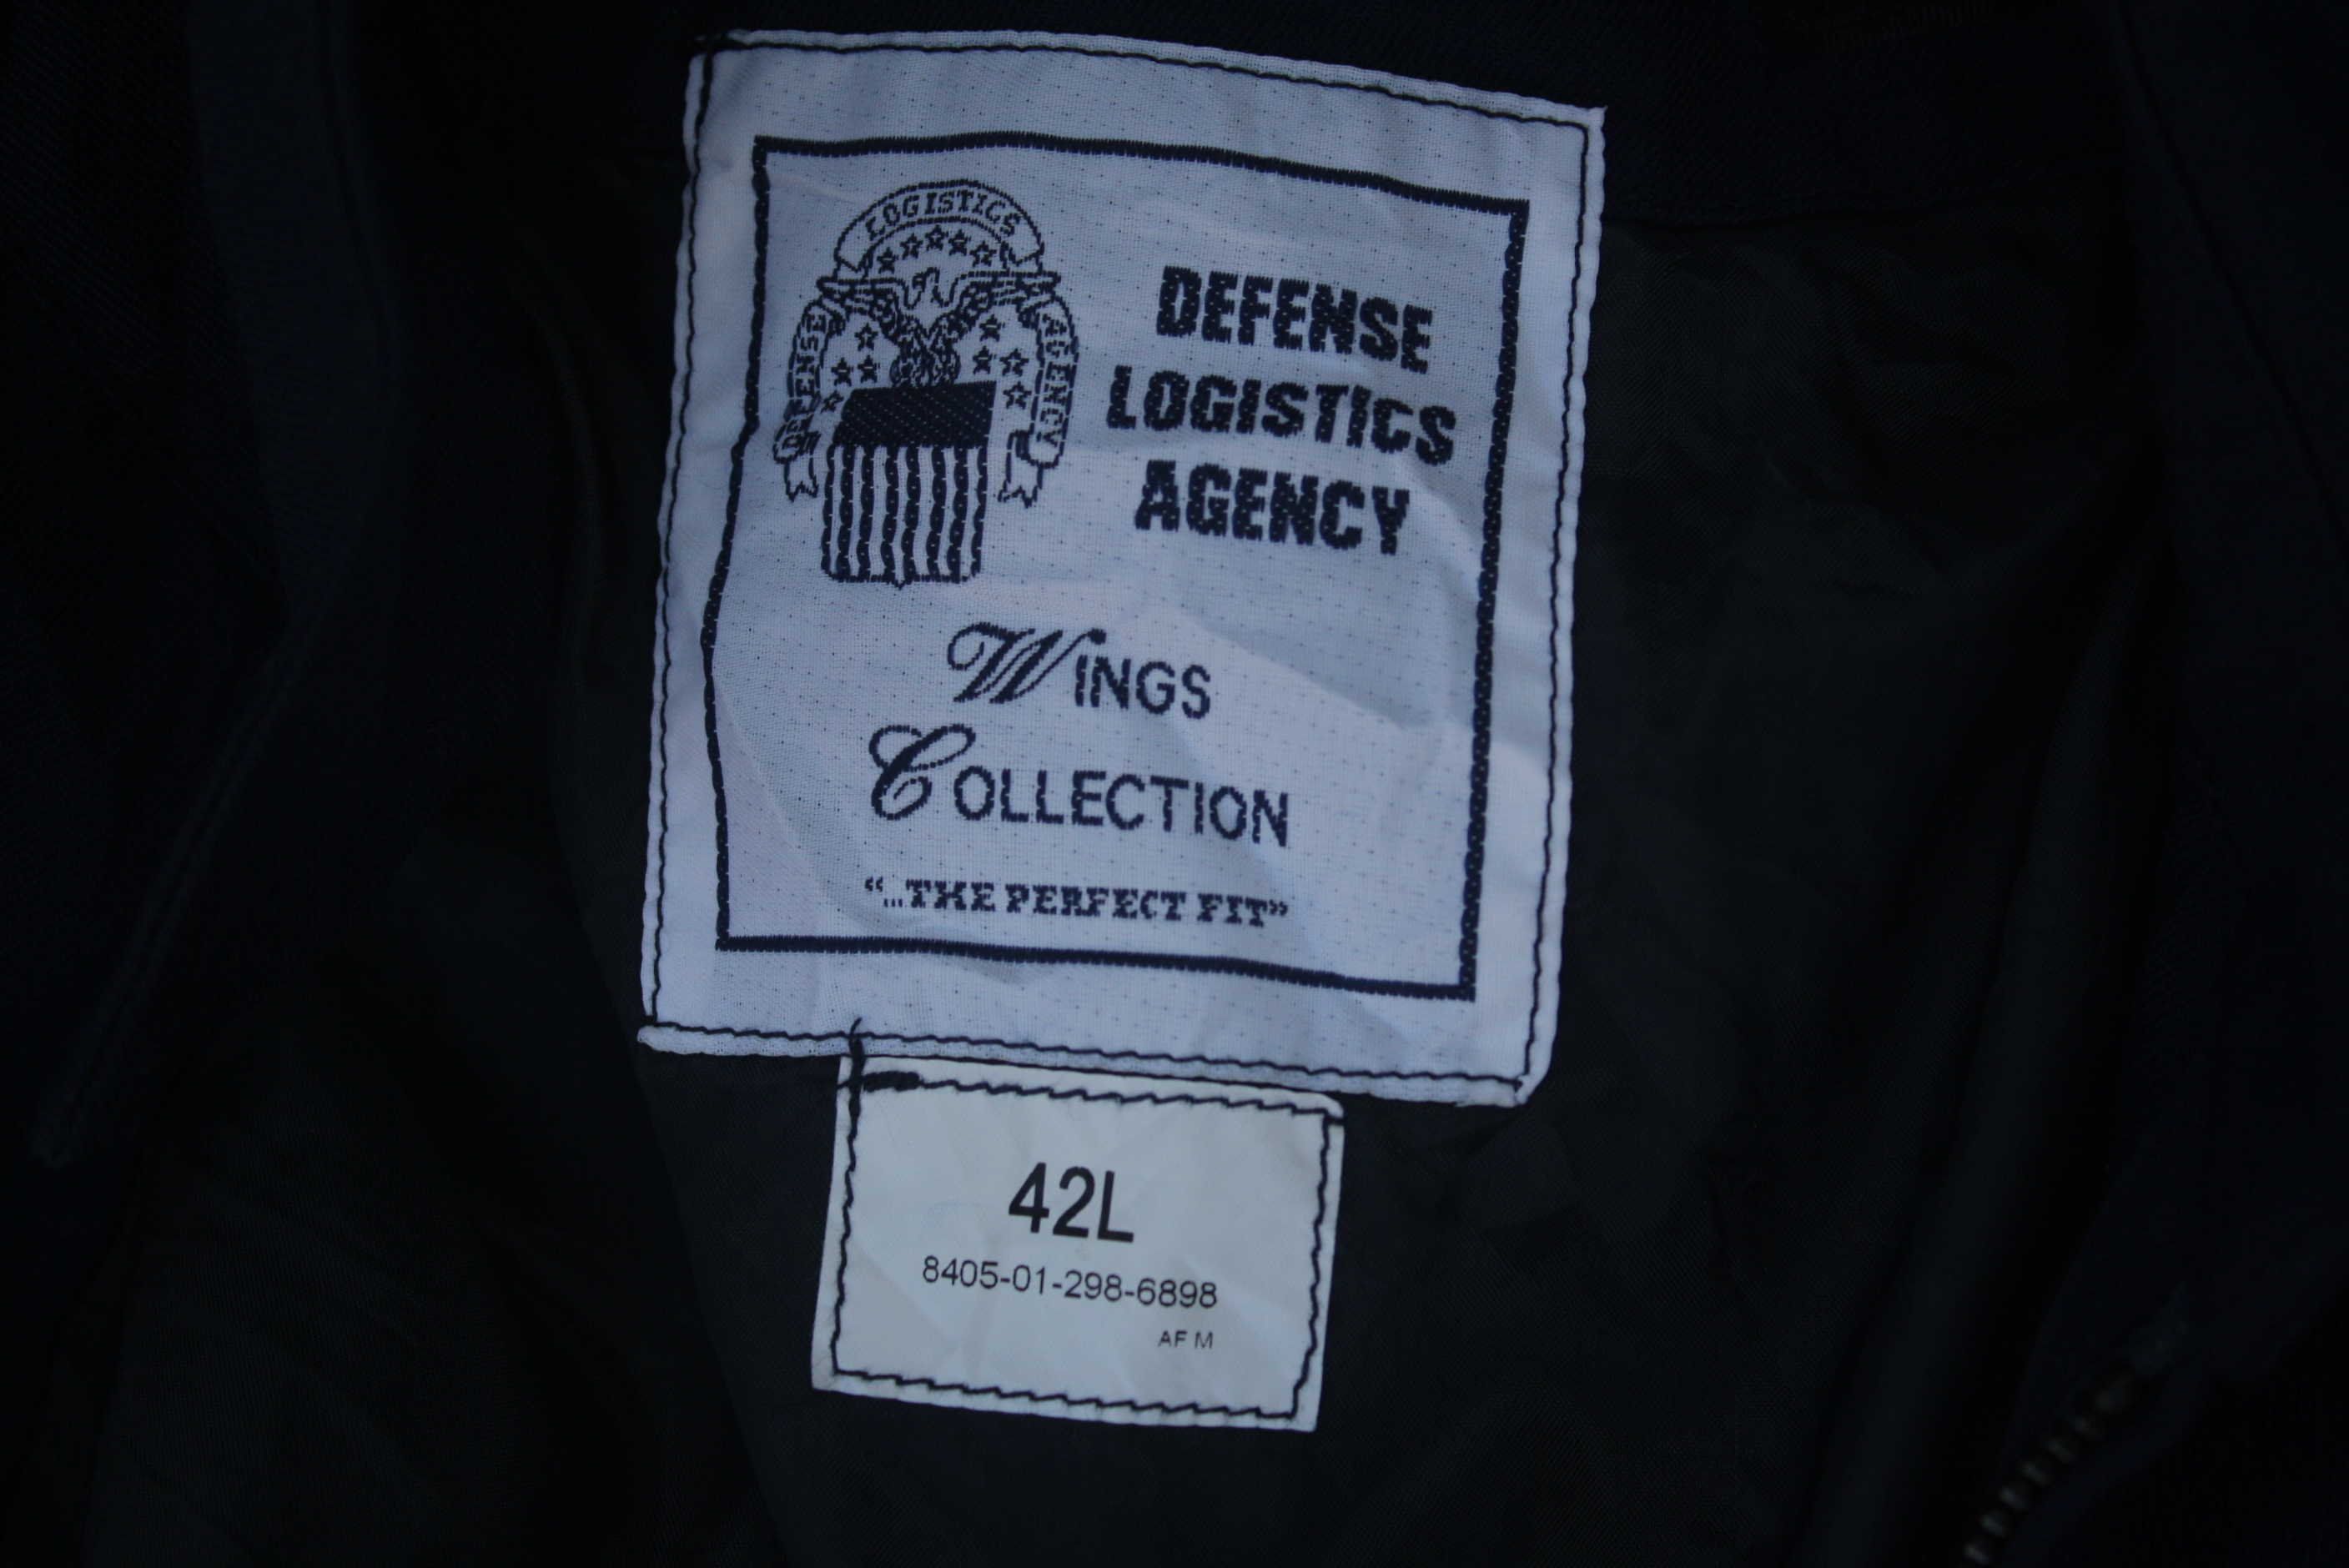 LOGISTICS
DEFENSE
AGENCY
DEFENSE
LOGISTICS
AGENCY
WINGS
COLLECTION
“...THE PERFECT FIT”
42L
8405-01-298-6898
AF M